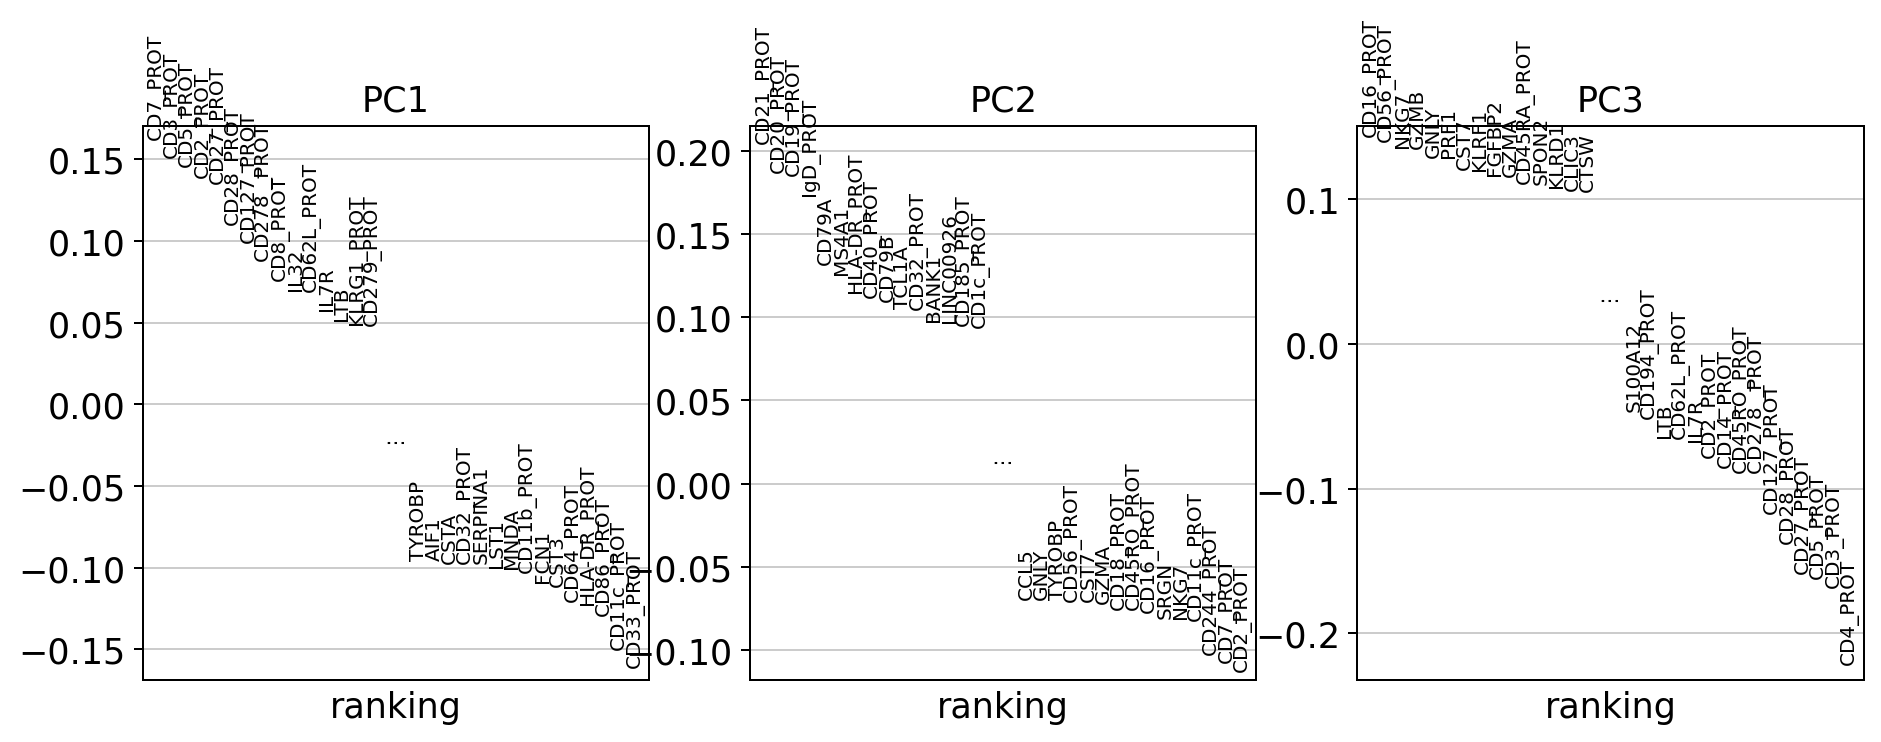 PC1
0.15
0.10
0.05
0.00
−0.05
−0.10
−0.15
CD7_PROT
CD3_PROT
CD5_PROT
CD2_PROT
CD27_PROT
CD28_PROT
CD127_PROT
CD278_PROT
CD8_PROT
IL32
CD62L_PROT
IL7R
LTB
KLRG1_PROT
CD279_PROT
...
TYROBP
AIF1
CSTA
CD32_PROT
SERPINA1
LST1
MNDA
CD11b_PROT
FCN1
CST3
CD64_PROT
HLA-DR_PROT
CD86_PROT
CD11c_PROT
CD33_PROT
ranking
PC2
0.20
0.15
0.10
0.05
0.00
−0.05
−0.10
CD21_PROT
CD20_PROT
CD19_PROT
IgD_PROT
CD79A
MS4A1
HLA-DR_PROT
CD40_PROT
CD79B
TCL1A
CD32_PROT
BANK1
LINC00926
CD185_PROT
CD1c_PROT
...
CCL5
GNLY
TYROBP
CD56_PROT
CST7
GZMA
CD18_PROT
CD45RO_PROT
CD16_PROT
SRGN
NKG7
CD11c_PROT
CD244_PROT
CD7_PROT
CD2_PROT
ranking
PC3
0.1
0.0
−0.1
−0.2
CD16_PROT
CD56_PROT
NKG7
GZMB
GNLY
PRF1
CST7
KLRF1
FGFBP2
GZMA
CD45RA_PROT
SPON2
KLRD1
CLIC3
CTSW
...
S100A12
CD194_PROT
LTB
CD62L_PROT
IL7R
CD2_PROT
CD14_PROT
CD45RO_PROT
CD278_PROT
CD127_PROT
CD28_PROT
CD27_PROT
CD5_PROT
CD3_PROT
CD4_PROT
ranking